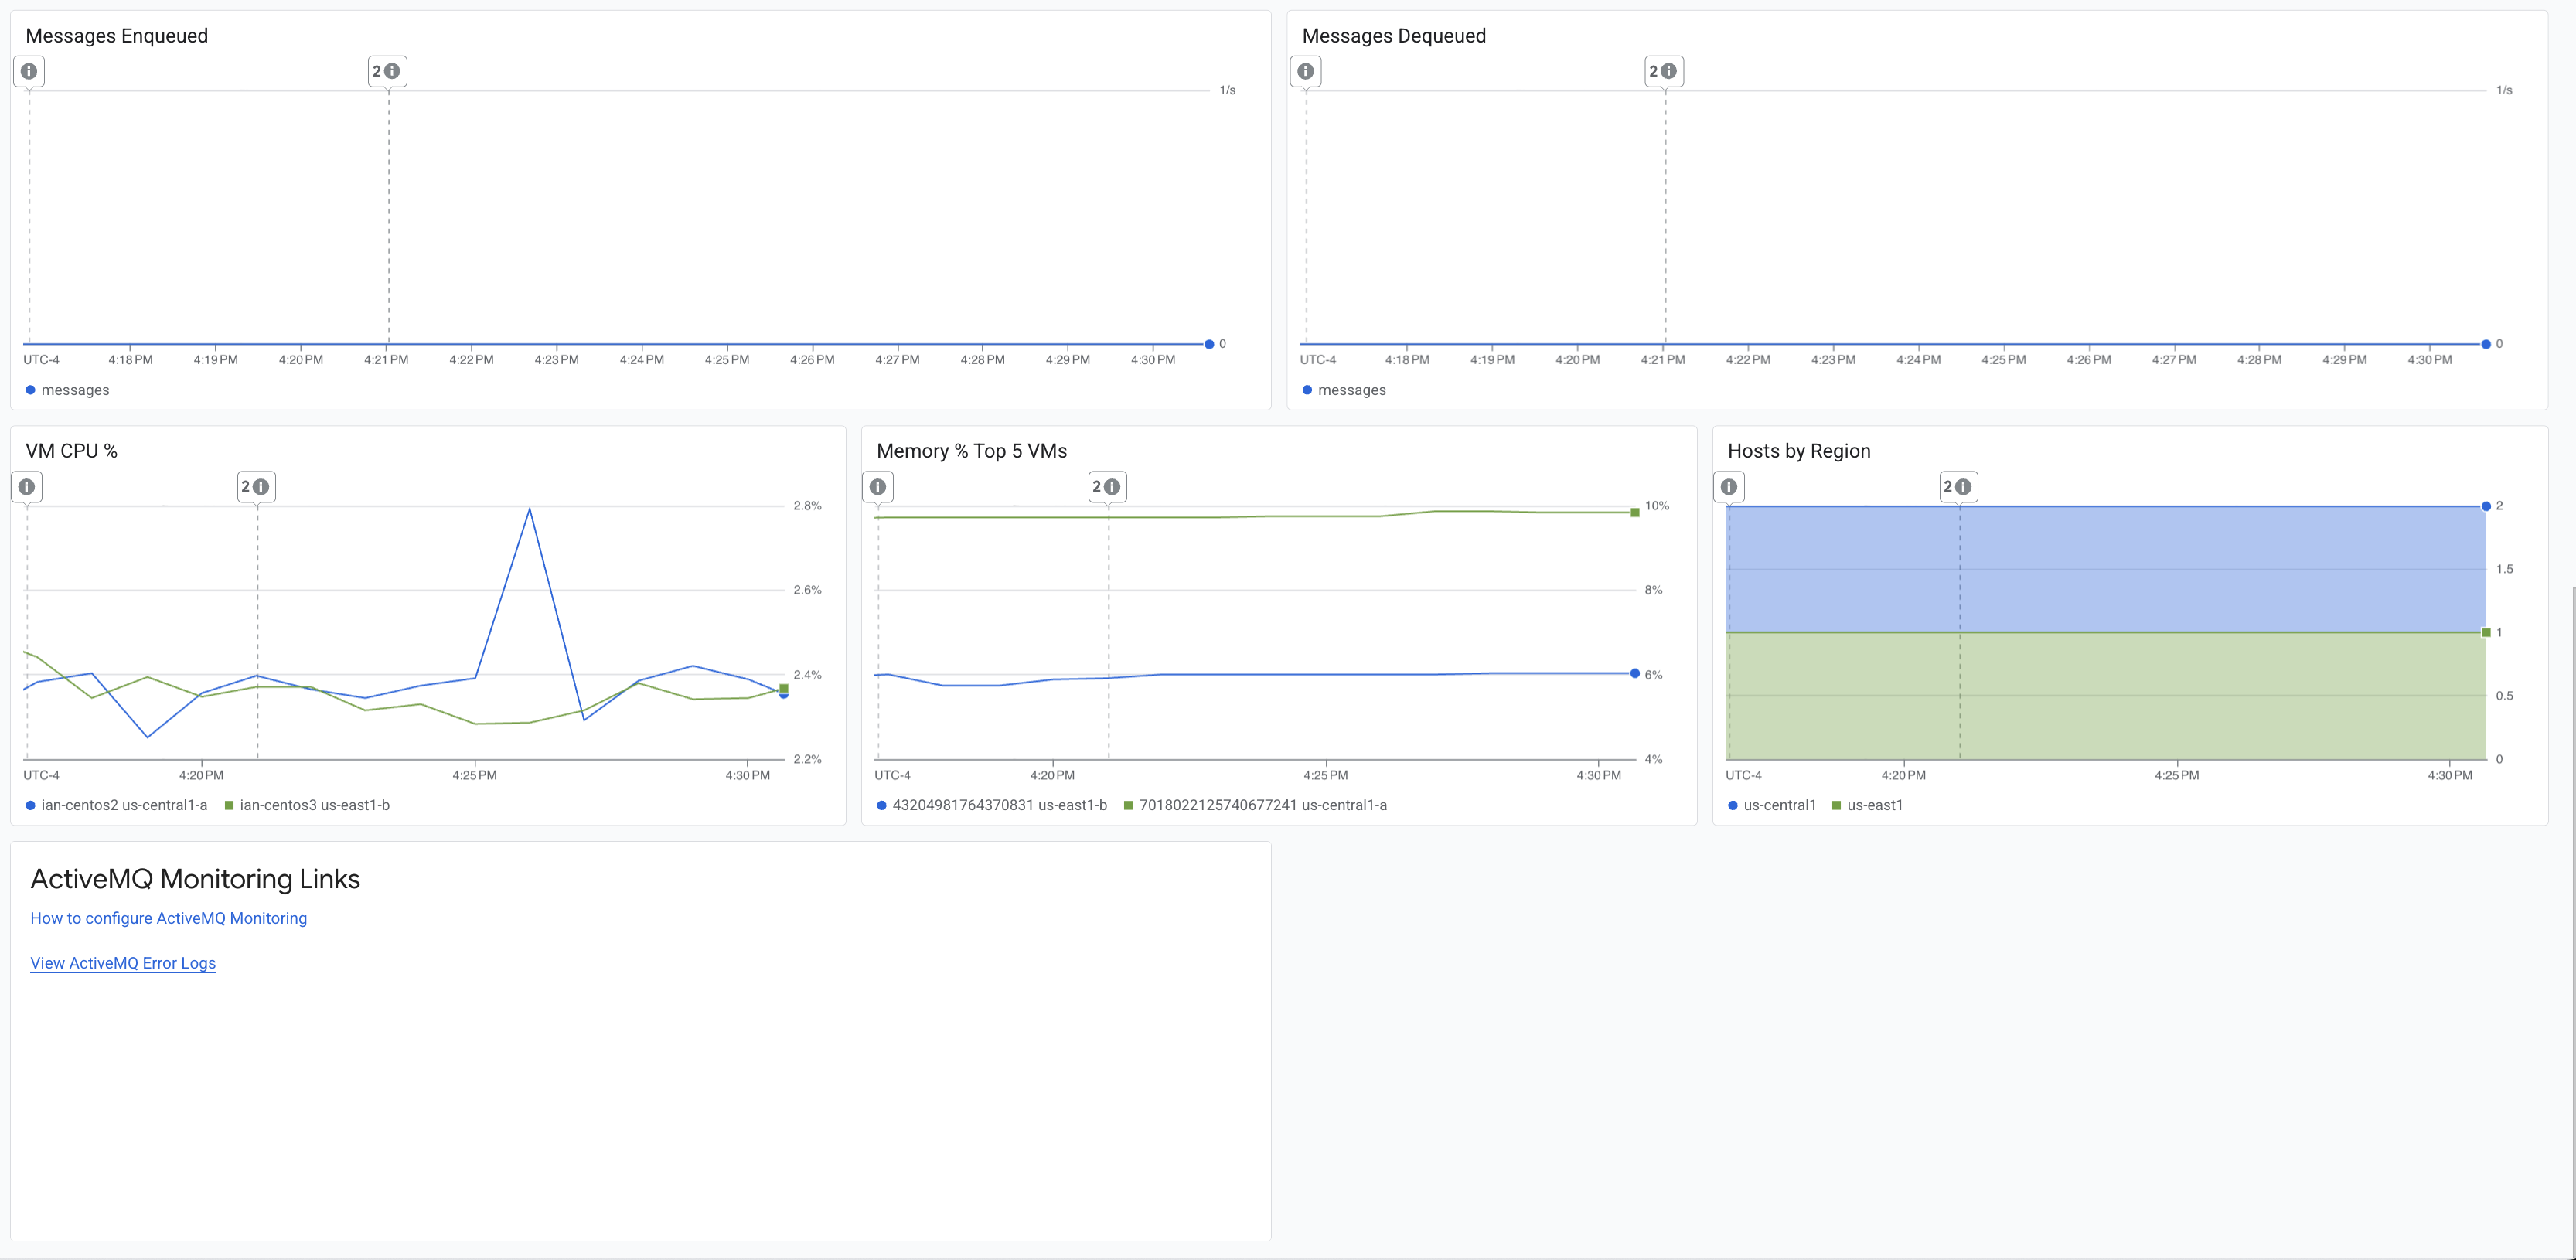 Messages Enqueued
2
1/s
0
UTC-4 4:18 PM 4:19 PM 4:20 PM 4:21 PM 4:22 PM 4:23 PM 4:24 PM 4:25 PM 4:26 PM 4:27 PM 4:28 PM 4:29 PM 4:30 PM
messages
Messages Dequeued
2
1/s
0
UTC-4 4:18 PM 4:19 PM 4:20 PM 4:21 PM 4:22 PM 4:23 PM 4:24 PM 4:25 PM 4:26 PM 4:27 PM 4:28 PM 4:29 PM 4:30 PM
messages
VM CPU %
2
2.8%
2.6%
2.4%
2.2%
UTC-4 4:20 PM 4:25 PM 4:30 PM
ian-centos2 us-central1-a ian-centos3 us-east1-b
Memory % Top 5 VMs
2
10%
8%
6%
4%
UTC-4 4:20 PM 4:25 PM 4:30 PM
43204981764370831 us-east1-b 7018022125740677241 us-central1-a
Hosts by Region
2
2
1.5
1
0.5
0
UTC-4 4:20 PM 4:25 PM 4:30 PM
us-central1 us-east1
ActiveMQ Monitoring Links
How to configure ActiveMQ Monitoring
View ActiveMQ Error Logs